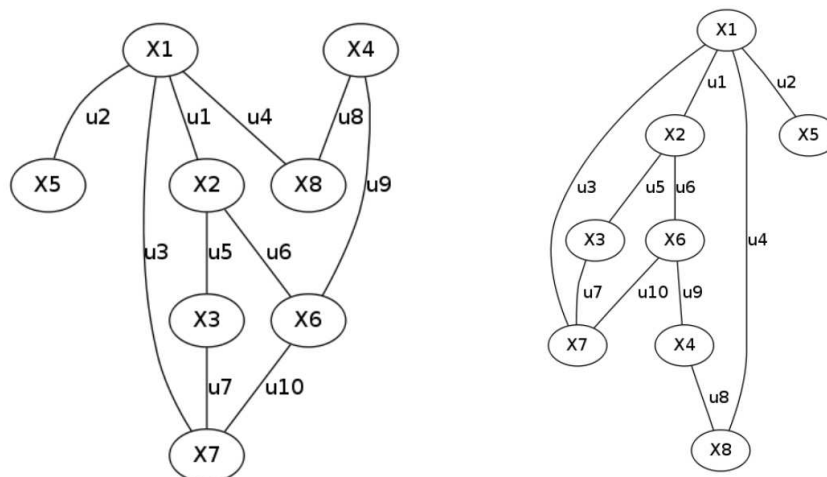 X1 X4
u2 u1 u4 u8
X5 X2 X8 u9
u3 u5 u6
X3 X6
u7 u10
X7
X1
u1 u2
X2 X5
u3 u5 u6
X3 X6 u4
u7 u10 u9
X7 X4
u8
X8